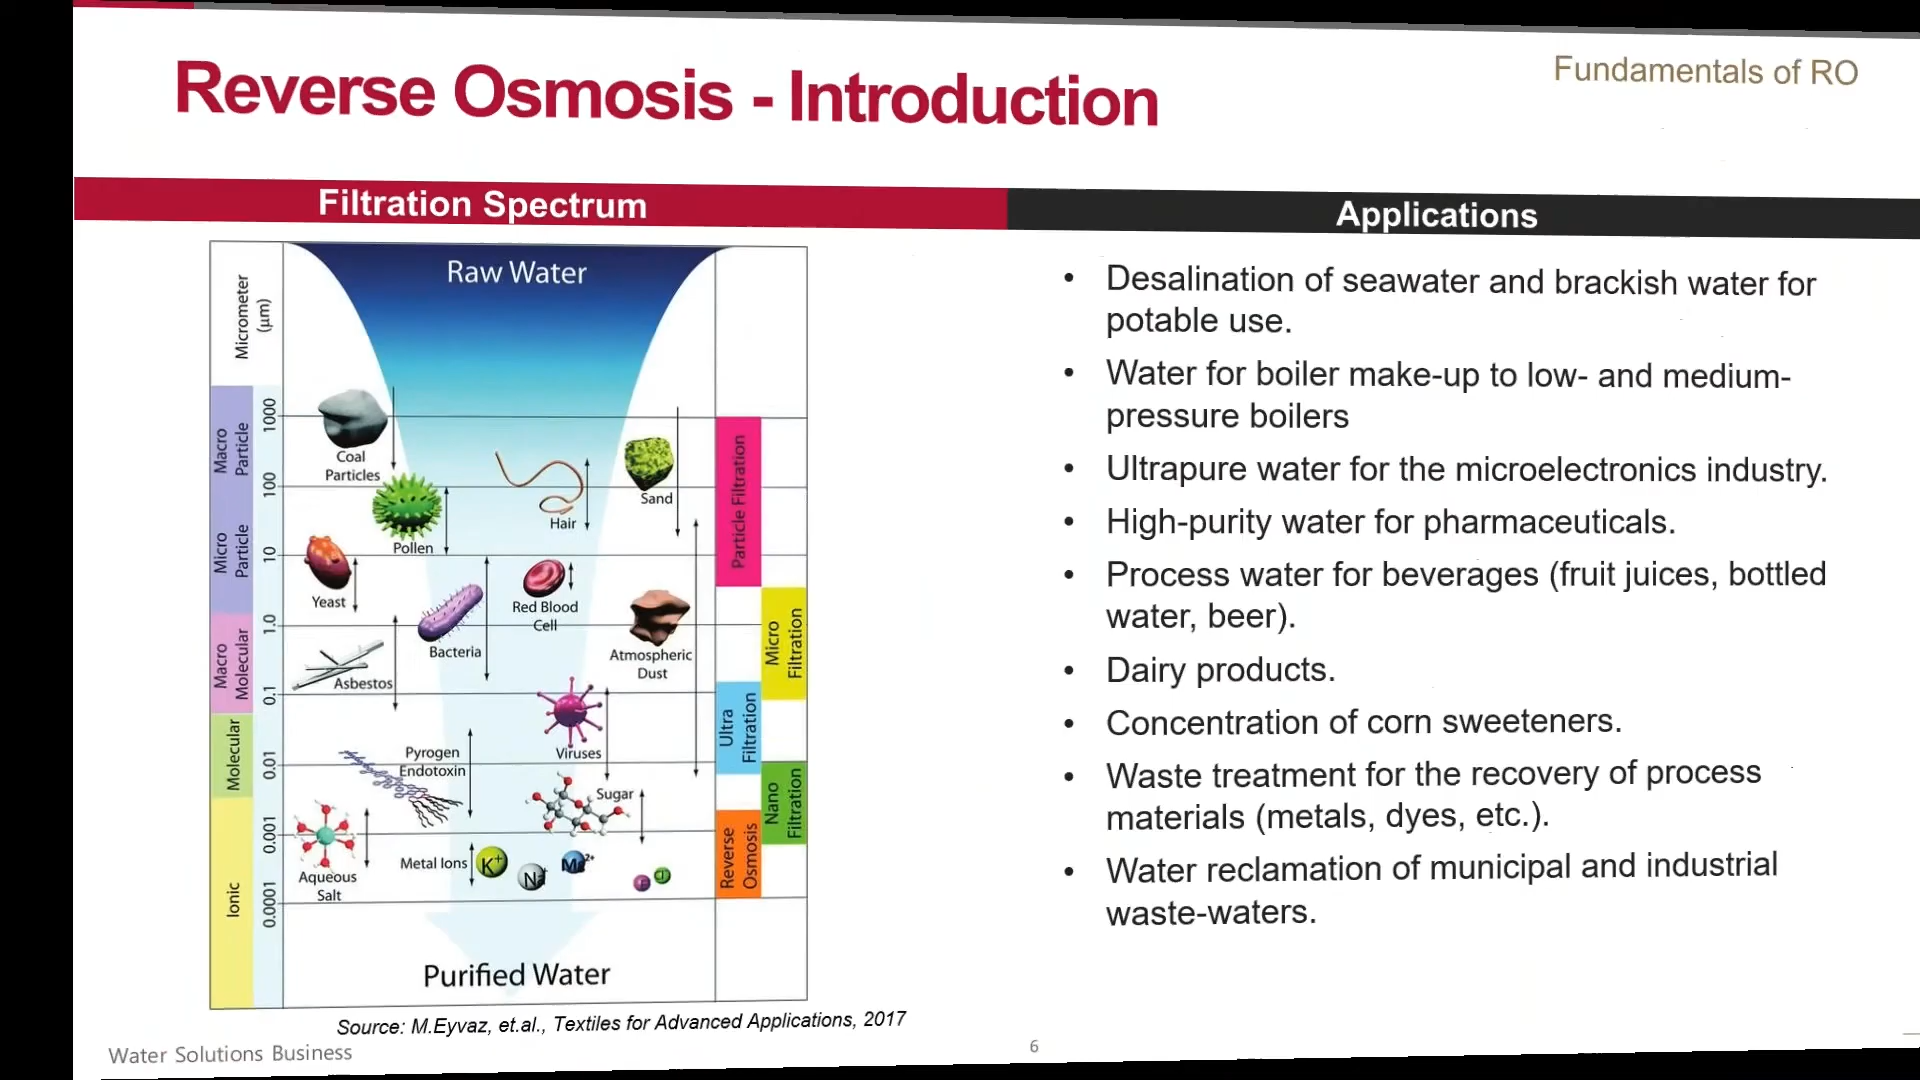 Fundamentals of RO
Reverse Osmosis - Introduction
Filtration Spectrum
Applications
Raw Water
Micrometer
(µm)
Macro
Particle
Micro
Particle
Macro
Molecular
Molecular
Ionic
1000
100
10
1.0
0.1
0.01
0.001
0.0001
Coal
Particles
Pollen
Hair
Sand
Yeast
Bacteria
Red Blood
Cell
Atmospheric
Dust
Asbestos
Pyrogen
Endotoxin
Viruses
Sugar
Aqueous
Salt
Metal Ions
K+
Na+
Mg2+
Particle Filtration
Micro
Filtration
Ultra
Filtration
Nano
Filtration
Reverse
Osmosis
Purified Water
Source: M.Eyvaz, et.al., Textiles for Advanced Applications, 2017
• Desalination of seawater and brackish water for
potable use.
• Water for boiler make-up to low- and medium-
pressure boilers
• Ultrapure water for the microelectronics industry.
• High-purity water for pharmaceuticals.
• Process water for beverages (fruit juices, bottled
water, beer).
• Dairy products.
• Concentration of corn sweeteners.
• Waste treatment for the recovery of process
materials (metals, dyes, etc.).
• Water reclamation of municipal and industrial
waste-waters.
Water Solutions Business
6